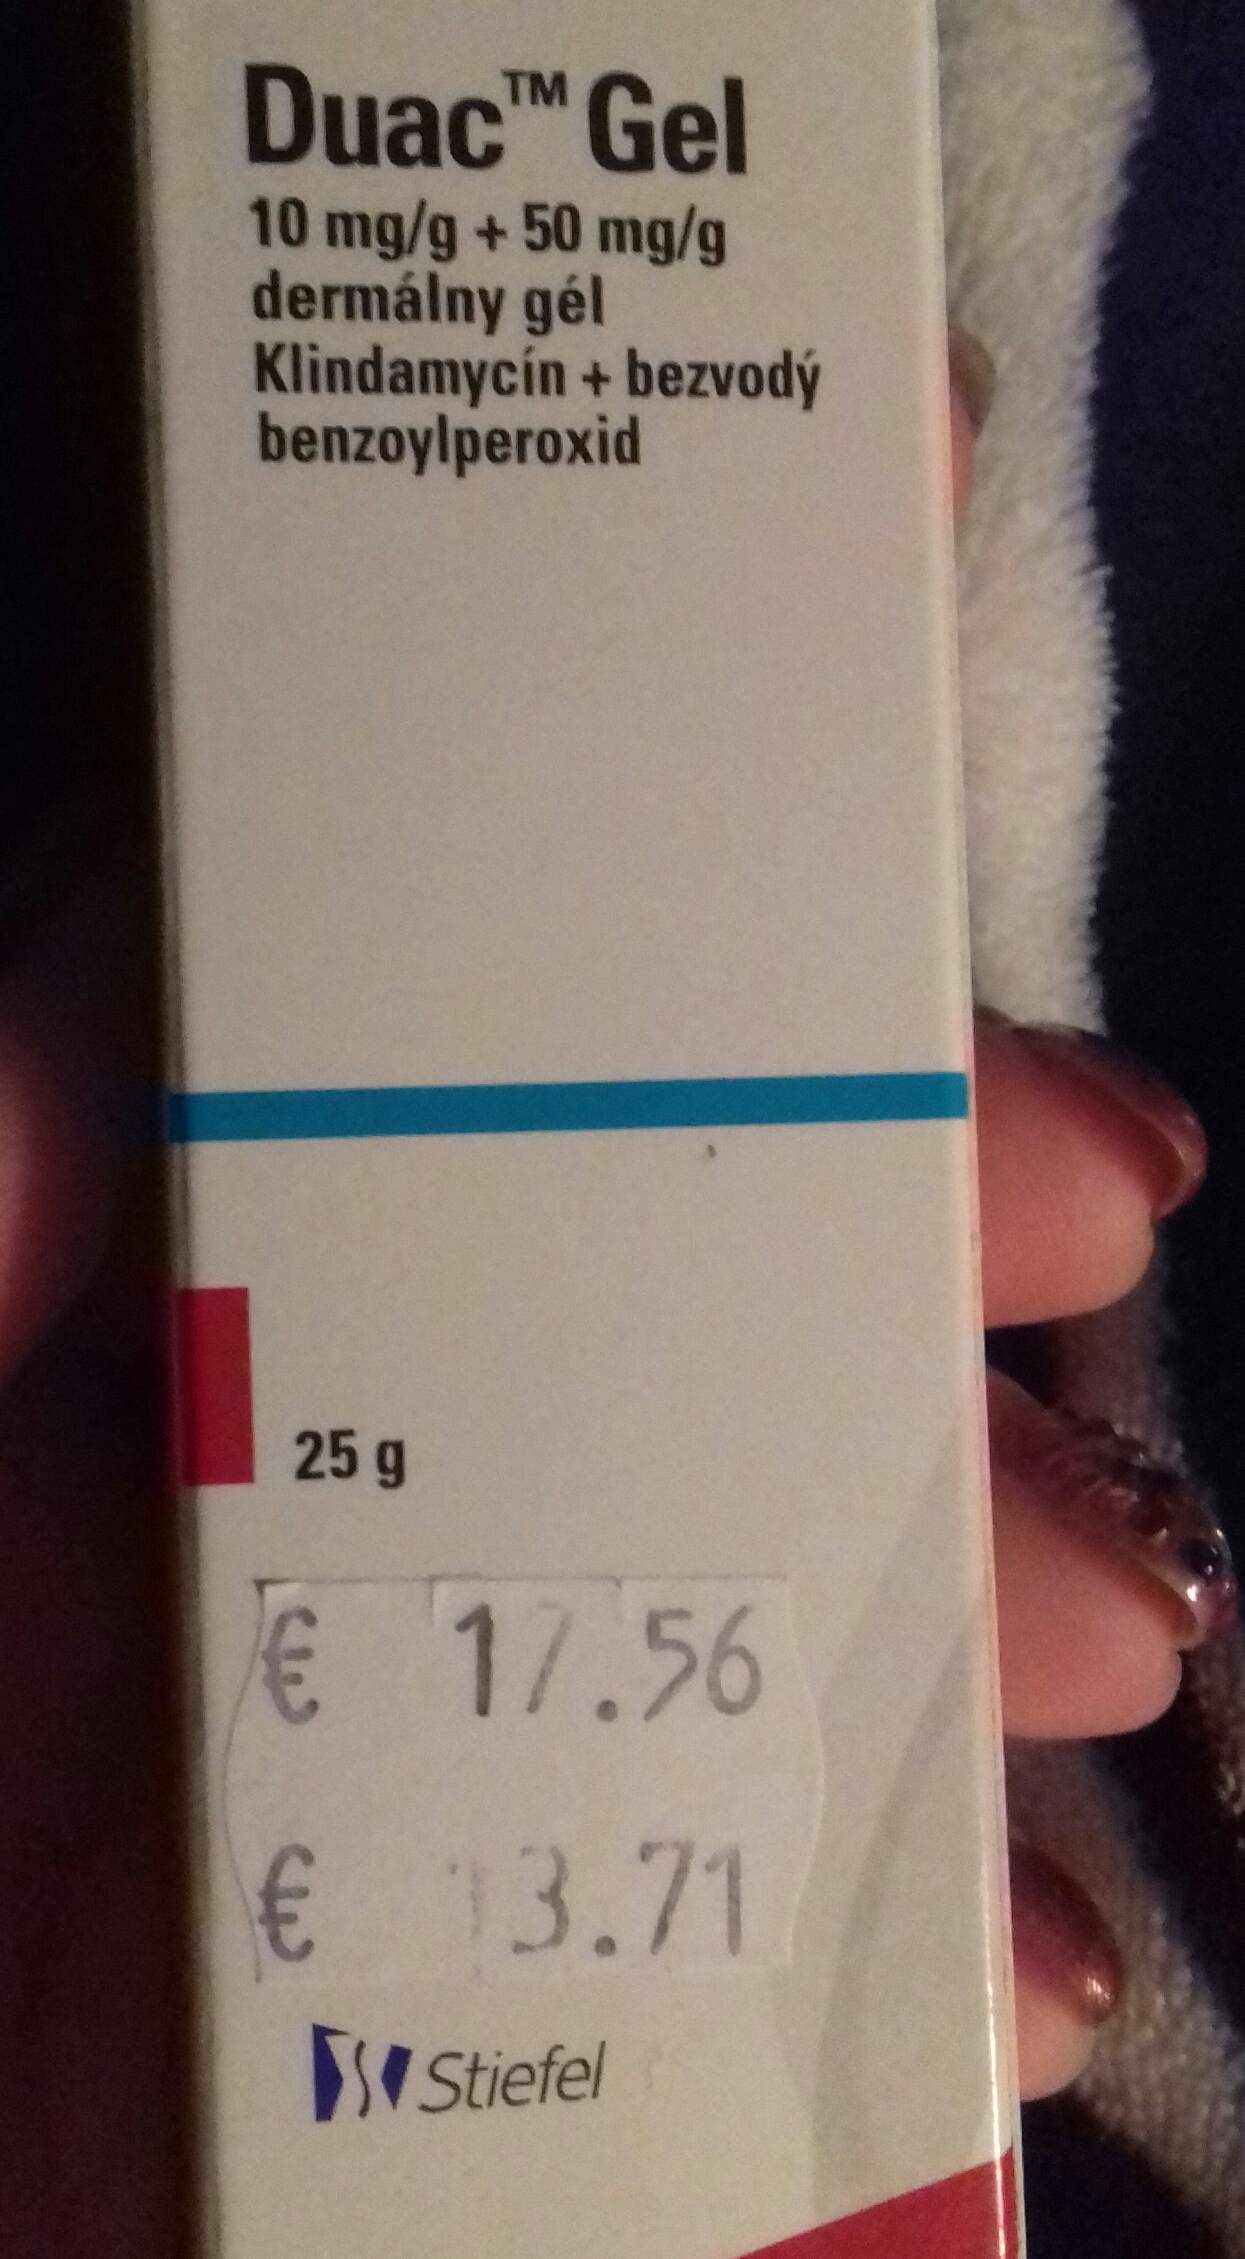 Duac™ Gel
10 mg/g + 50 mg/g
dermálny gél
Klindamycín + bezvodý
benzoylperoxid
25 g
€ 17.56
€ 13.71
Stiefel